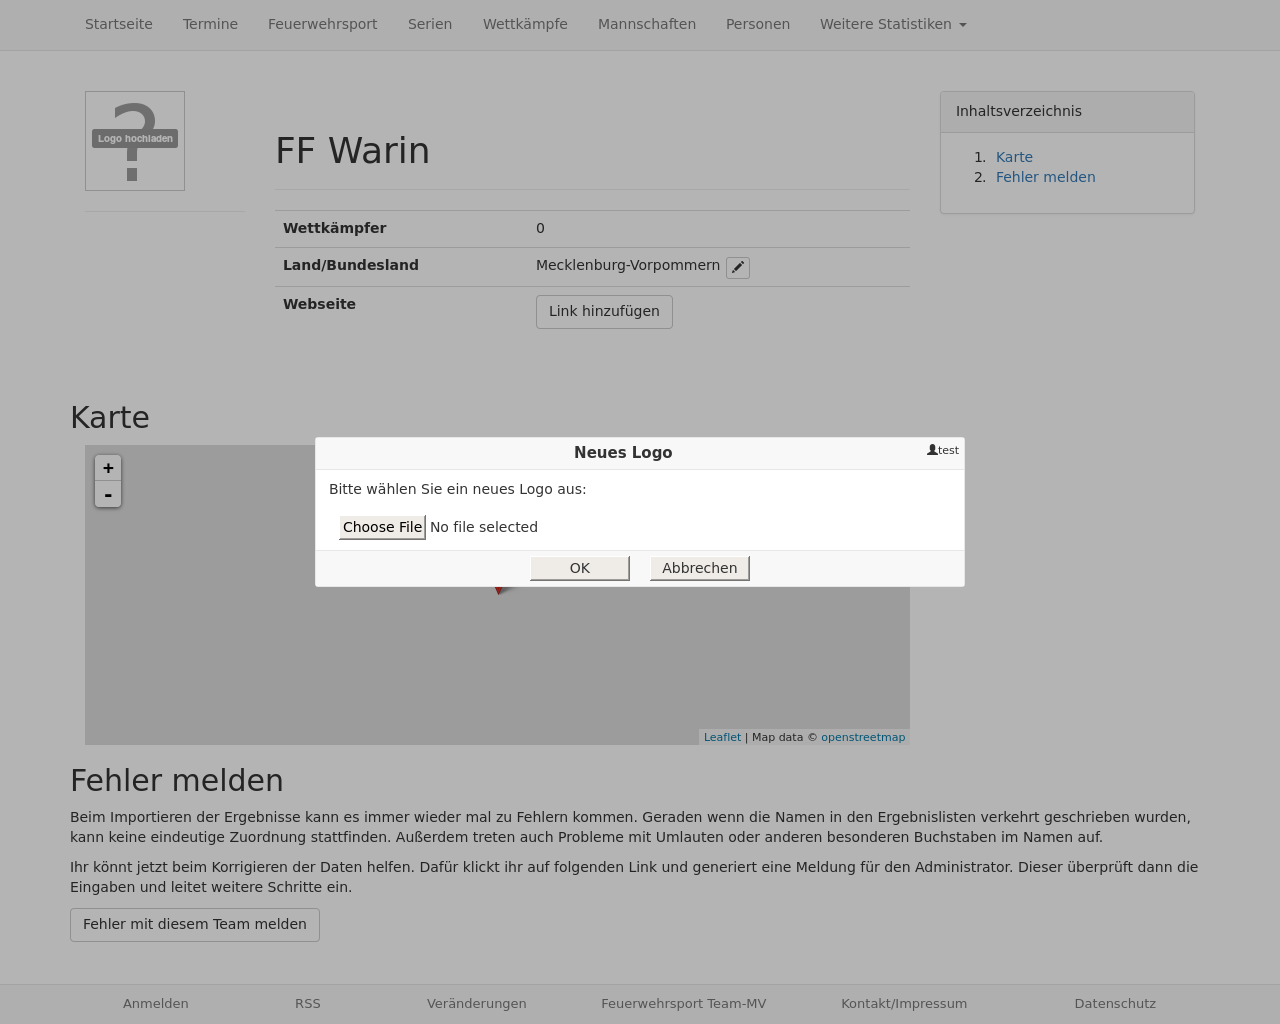 Startseite Termine Feuerwehrsport Serien Wettkämpfe Mannschaften Personen Weitere Statistiken
Logo hochladen
FF Warin
Wettkämpfer 0
Land/Bundesland Mecklenburg-Vorpommern
Webseite Link hinzufügen
Inhaltsverzeichnis
1. Karte
2. Fehler melden
Karte
+
-
Neues Logo
test
Bitte wählen Sie ein neues Logo aus:
Choose File No file selected
OK Abbrechen
Leaflet | Map data © openstreetmap
Fehler melden
Beim Importieren der Ergebnisse kann es immer wieder mal zu Fehlern kommen. Geraden wenn die Namen in den Ergebnislisten verkehrt geschrieben wurden,
kann keine eindeutige Zuordnung stattfinden. Außerdem treten auch Probleme mit Umlauten oder anderen besonderen Buchstaben im Namen auf.
Ihr könnt jetzt beim Korrigieren der Daten helfen. Dafür klickt ihr auf folgenden Link und generiert eine Meldung für den Administrator. Dieser überprüft dann die
Eingaben und leitet weitere Schritte ein.
Fehler mit diesem Team melden
Anmelden RSS Veränderungen Feuerwehrsport Team-MV Kontakt/Impressum Datenschutz